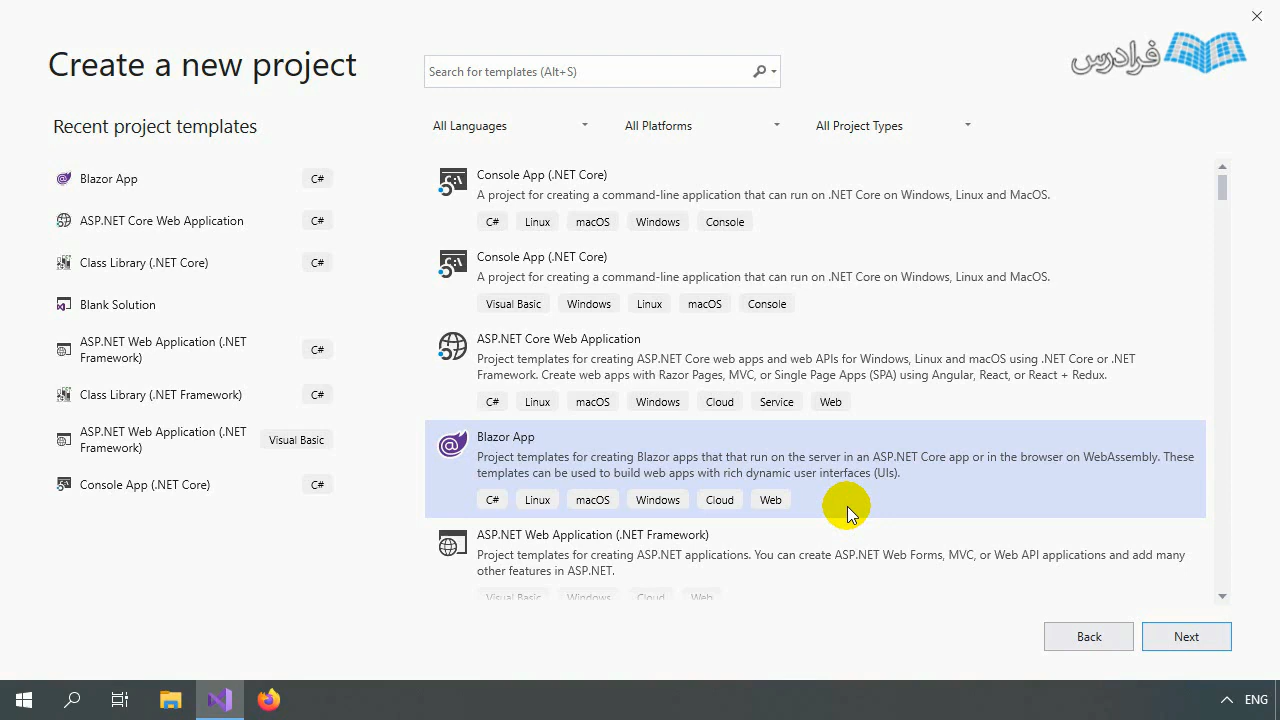 Create a new project
Search for templates (Alt+S)
فرادرس
Recent project templates
All Languages
All Platforms
All Project Types
Blazor App
C#
ASP.NET Core Web Application
C#
Class Library (.NET Core)
C#
Blank Solution
ASP.NET Web Application (.NET
Framework)
C#
Class Library (.NET Framework)
C#
ASP.NET Web Application (.NET
Framework)
Visual Basic
Console App (.NET Core)
C#
Console App (.NET Core)
A project for creating a command-line application that can run on .NET Core on Windows, Linux and MacOS.
C# Linux macOS Windows Console
Console App (.NET Core)
A project for creating a command-line application that can run on .NET Core on Windows, Linux and MacOS.
Visual Basic Windows Linux macOS Console
ASP.NET Core Web Application
Project templates for creating ASP.NET Core web apps and web APIs for Windows, Linux and macOS using .NET Core or .NET
Framework. Create web apps with Razor Pages, MVC, or Single Page Apps (SPA) using Angular, React, or React + Redux.
C# Linux macOS Windows Cloud Service Web
Blazor App
Project templates for creating Blazor apps that that run on the server in an ASP.NET Core app or in the browser on WebAssembly. These
templates can be used to build web apps with rich dynamic user interfaces (UIs).
C# Linux macOS Windows Cloud Web
ASP.NET Web Application (.NET Framework)
Project templates for creating ASP.NET applications. You can create ASP.NET Web Forms, MVC, or Web API applications and add many
other features in ASP.NET.
Visual Basic Windows Cloud Web
Back
Next
ENG